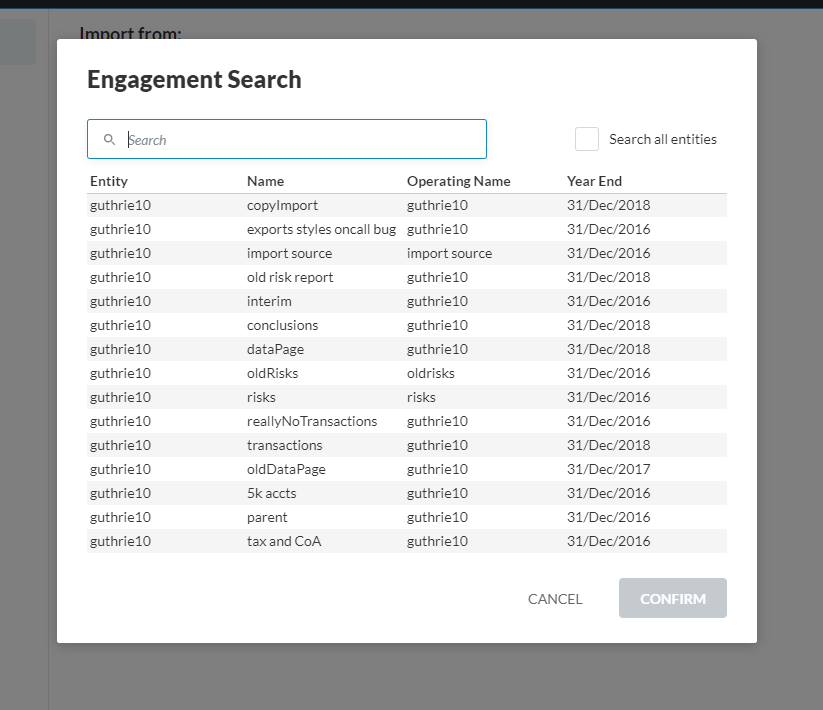 Import from:
Engagement Search
Search
Search all entities
Entity Name Operating Name Year End
guthrie10 copyImport guthrie10 31/Dec/2018
guthrie10 exports styles oncall bug guthrie10 31/Dec/2016
guthrie10 import source import source 31/Dec/2016
guthrie10 old risk report guthrie10 31/Dec/2018
guthrie10 interim guthrie10 31/Dec/2016
guthrie10 conclusions guthrie10 31/Dec/2018
guthrie10 dataPage guthrie10 31/Dec/2018
guthrie10 oldRisks oldrisks 31/Dec/2016
guthrie10 risks risks 31/Dec/2016
guthrie10 reallyNoTransactions guthrie10 31/Dec/2016
guthrie10 transactions guthrie10 31/Dec/2018
guthrie10 oldDataPage guthrie10 31/Dec/2017
guthrie10 5k accts guthrie10 31/Dec/2016
guthrie10 parent guthrie10 31/Dec/2016
guthrie10 tax and CoA guthrie10 31/Dec/2016
CANCEL CONFIRM